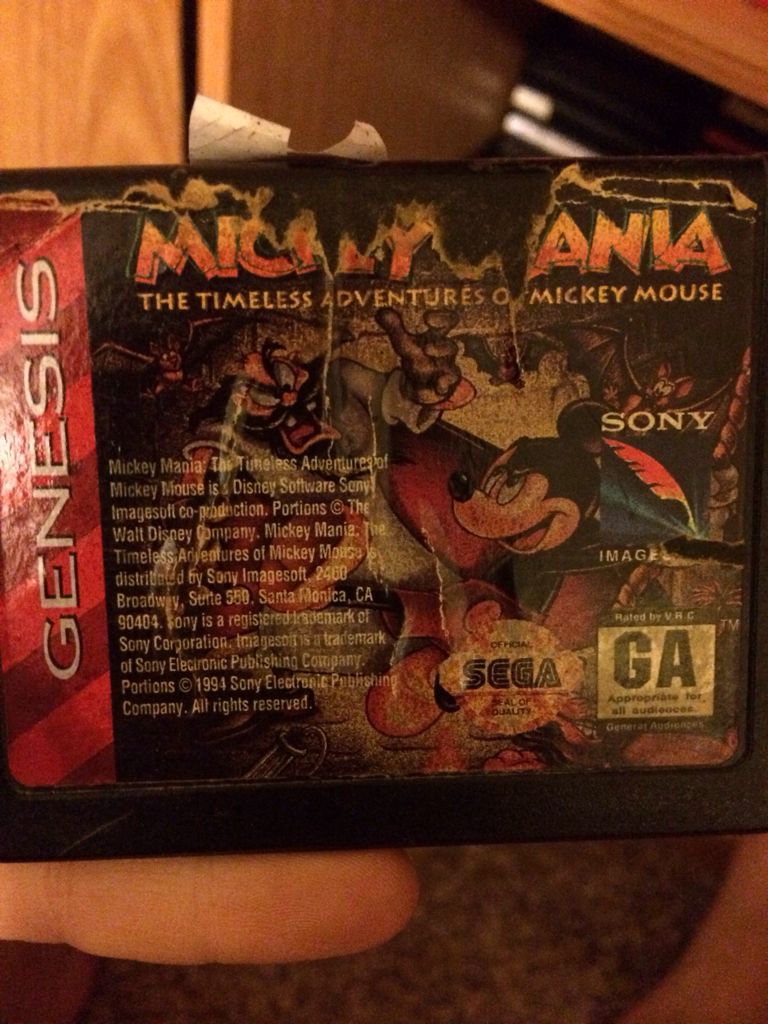 GENESIS
MIC EY ANIA
THE TIMELESS ADVENTURES O MICKEY MOUSE
SONY
IMAGES
Mickey Mania: The Timeless Adventures of
Mickey Mouse is a Disney Software Sony
Imagesoft co-production. Portions © The
Walt Disney Company. Mickey Mania: The
Timeless Adventures of Mickey Mouse is
distributed by Sony Imagesoft, 2400
Broadway, Suite 550, Santa Monica, CA
90404. Sony is a registered trademark of
Sony Corporation. Imagesoft is a trademark
of Sony Electronic Publishing Company.
Portions © 1994 Sony Electronic Publishing
Company. All rights reserved.
OFFICIAL
SEGA
SEAL OF
QUALITY
Rated by V.R.C.
GA
TM
Appropriate for
all audiences.
General Audiences